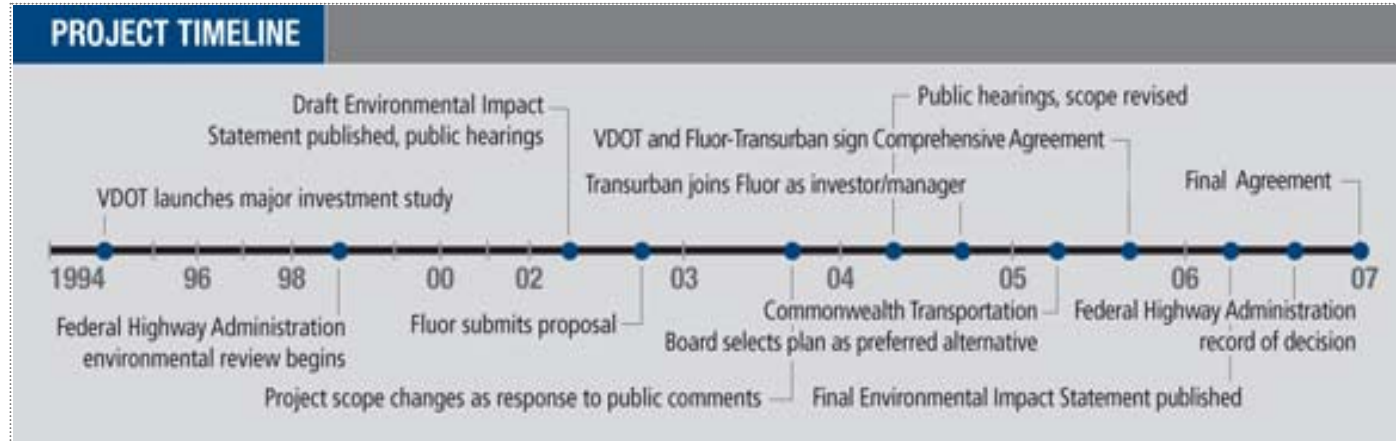 PROJECT TIMELINE
Draft Environmental Impact
Statement published, public hearings
Public hearings, scope revised
VDOT and Fluor-Transurban sign Comprehensive Agreement
Transurban joins Fluor as investor/manager
Final Agreement
VDOT launches major investment study
1994 96 98 00 02 03 04 05 06 07
Federal Highway Administration
environmental review begins
Fluor submits proposal
Commonwealth Transportation
Board selects plan as preferred alternative
Federal Highway Administration
record of decision
Project scope changes as response to public comments
Final Environmental Impact Statement published